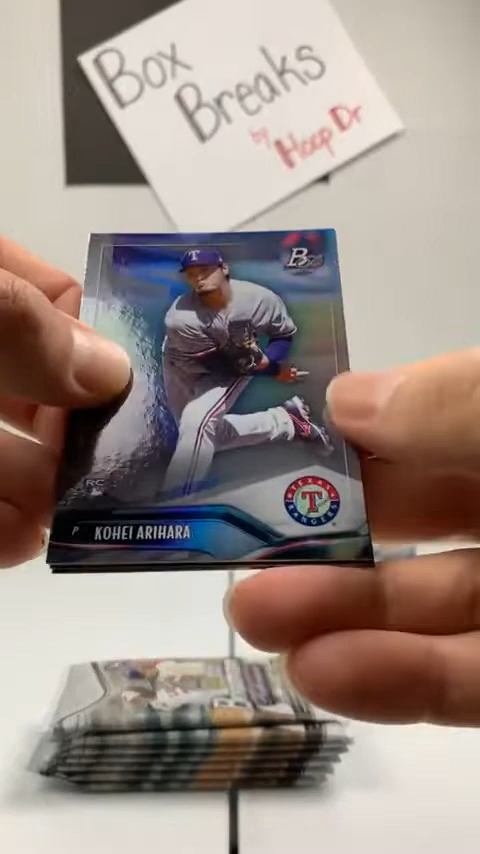 Box
Breaks
by Hoop Dr
T
B
RC
TEXAS
T
RANGERS
P KOHEI ARIHARA